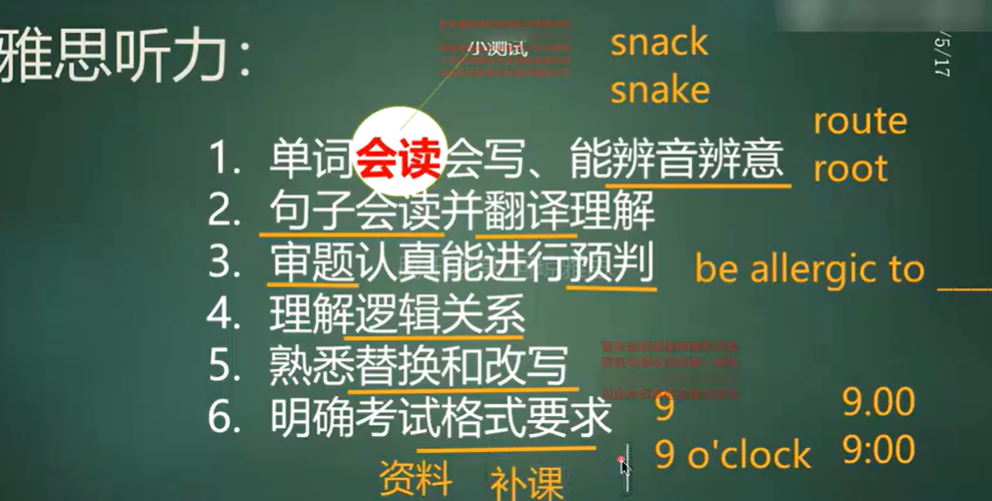 雅思听力：
小测试
snack
snake
/5/17
route
root
1. 单词会读会写、能辨音辨意
2. 句子会读并翻译理解
3. 审题认真能进行预判
be allergic to ___
4. 理解逻辑关系
5. 熟悉替换和改写
6. 明确考试格式要求
9
9.00
9 o'clock
9:00
资料 补课